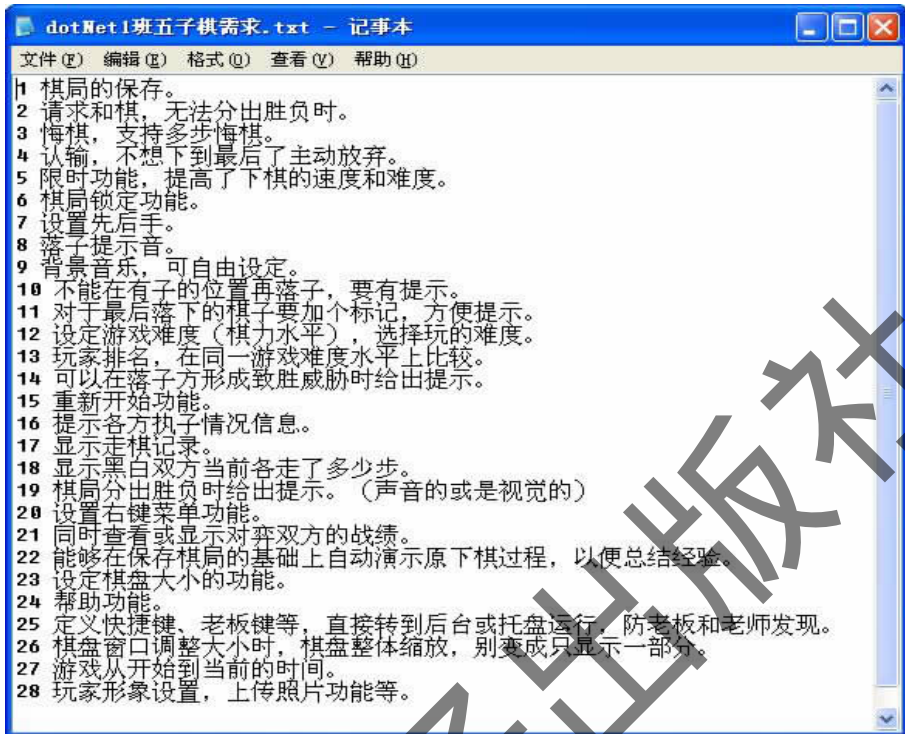 dotNet1班五子棋需求.txt - 记事本
文件(F) 编辑(E) 格式(O) 查看(V) 帮助(H)
1 棋局的保存。
2 请求和棋，无法分出胜负时。
3 悔棋，支持多步悔棋。
4 认输，不想下到最后了主动放弃。
5 限时功能，提高了下棋的速度和难度。
6 棋局锁定功能。
7 设置先后手。
8 落子提示音。
9 背景音乐，可自由设定。
10 不能在有子的位置再落子，要有提示。
11 对于最后落下的棋子要加个标记，方便提示。
12 设定游戏难度（棋力水平），选择玩的难度。
13 玩家排名，在同一游戏难度水平上比较。
14 可以在落子方形成致胜威胁时给出提示。
15 重新开始功能。
16 提示各方执子情况信息。
17 显示走棋记录。
18 显示黑白双方当前各走了多少步。
19 棋局分出胜负时给出提示。（声音的或是视觉的）
20 设置右键菜单功能。
21 同时查看或显示对弈双方的战绩。
22 能够在保存棋局的基础上自动演示原下棋过程，以便总结经验。
23 设定棋盘大小的功能。
24 帮助功能。
25 定义快捷键、老板键等，直接转到后台或托盘运行，防老板和老师发现。
26 棋盘窗口调整大小时，棋盘整体缩放，别变成只显示一部分。
27 游戏从开始到当前的时间。
28 玩家形象设置，上传照片功能等。
出版社